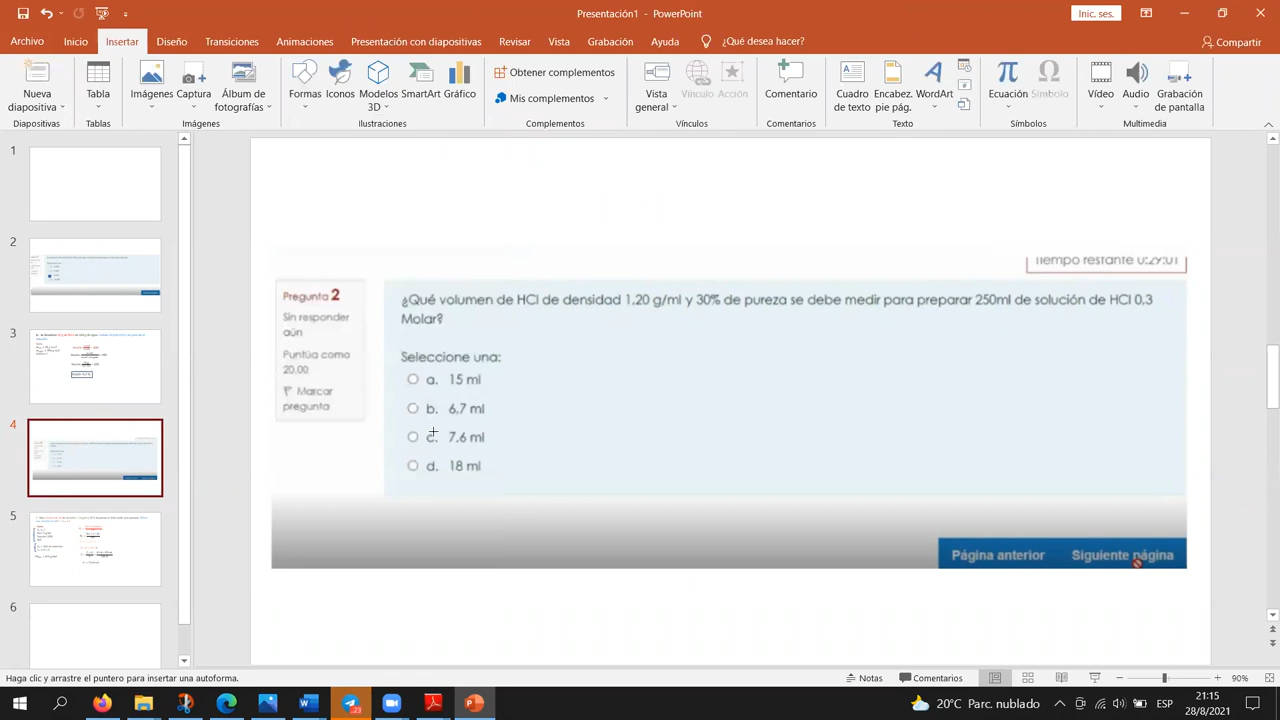 Presentación1 - PowerPoint
Inic. ses.
Archivo Inicio Insertar Diseño Transiciones Animaciones Presentación con diapositivas Revisar Vista Grabación Ayuda ¿Qué desea hacer? Compartir
Nueva diapositiva
Tabla
Imágenes
Captura
Álbum de fotografías
Formas
Iconos
Modelos 3D
SmartArt
Gráfico
Obtener complementos
Mis complementos
Vista general
Vínculo
Acción
Comentario
Cuadro de texto
Encabez. pie pág.
WordArt
Ecuación
Símbolo
Vídeo
Audio
Grabación de pantalla
Diapositivas Tablas Imágenes Ilustraciones Complementos Vínculos Comentarios Texto Símbolos Multimedia
1
2
3
4
5
6
Tiempo restante 0:29:01
Pregunta 2
Sin responder
aún
Puntúa como
20,00
Marcar
pregunta
¿Qué volumen de HCl de densidad 1,20 g/ml y 30% de pureza se debe medir para preparar 250ml de solución de HCl 0,3
Molar?
Seleccione una:
a. 15 ml
b. 6,7 ml
c. 7,6 ml
d. 18 ml
Página anterior Siguiente página
Haga clic y arrastre el puntero para insertar una autoforma.
Notas Comentarios 90%
20°C Parc. nublado ESP 21:15
28/8/2021